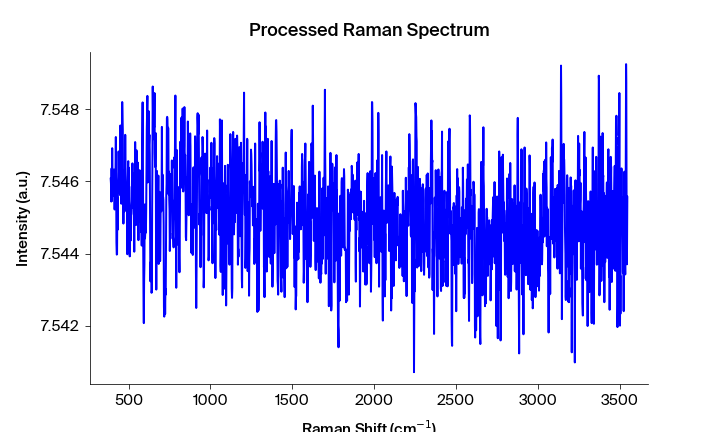 Processed Raman Spectrum
Intensity (a.u.)
7.548
7.546
7.544
7.542
500 1000 1500 2000 2500 3000 3500
Raman Shift (cm⁻¹)